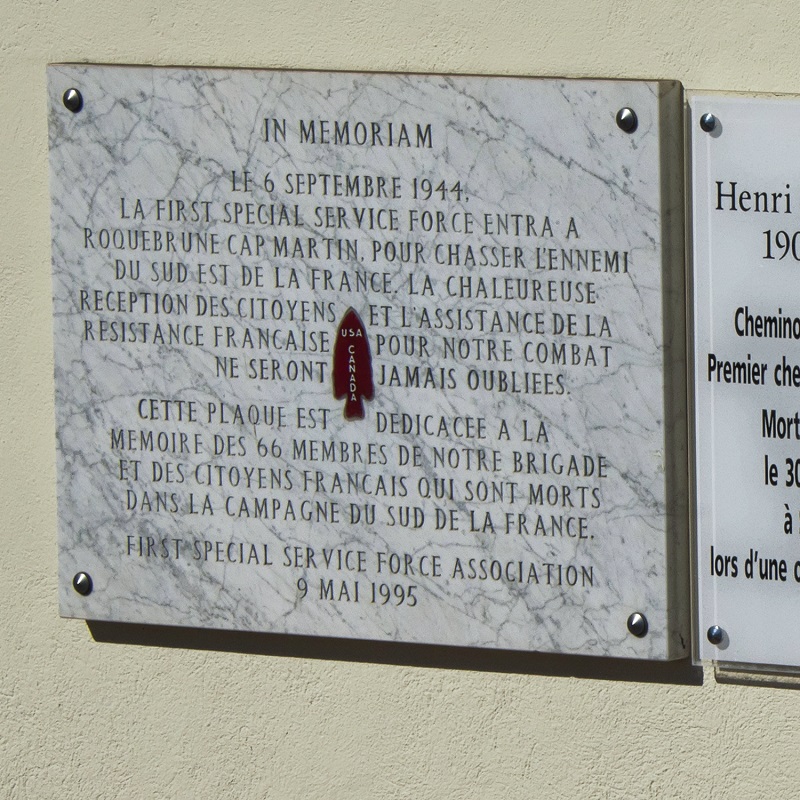 IN MEMORIAM
LE 6 SEPTEMBRE 1944,
LA FIRST SPECIAL SERVICE FORCE ENTRA A
ROQUEBRUNE CAP MARTIN, POUR CHASSER L'ENNEMI
DU SUD EST DE LA FRANCE. LA CHALEUREUSE
RECEPTION DES CITOYENS ET L'ASSISTANCE DE LA
RESISTANCE FRANCAISE POUR NOTRE COMBAT
NE SERONT JAMAIS OUBLIEES.
USA
CANADA
CETTE PLAQUE EST DEDICACEE A LA
MEMOIRE DES 66 MEMBRES DE NOTRE BRIGADE
ET DES CITOYENS FRANCAIS QUI SONT MORTS
DANS LA CAMPAGNE DU SUD DE LA FRANCE.
FIRST SPECIAL SERVICE FORCE ASSOCIATION
9 MAI 1995
Henri
190
Chemino
Premier che
Mort
le 30
à
lors d'une